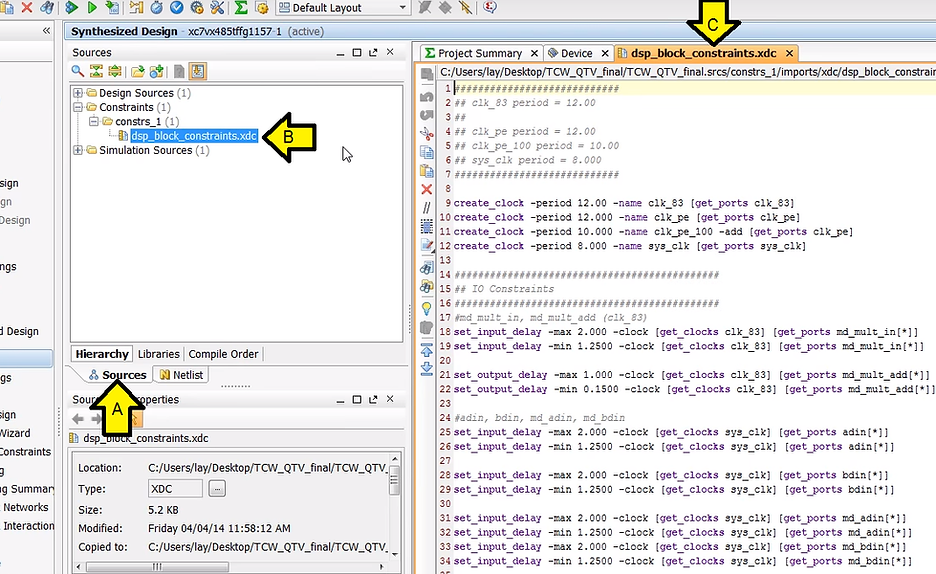 Default Layout
C
Synthesized Design - xc7vx485tffg1157-1 (active)
Sources
Design Sources (1)
Constraints (1)
constrs_1 (1)
dsp_block_constraints.xdc
B
Simulation Sources (1)
Hierarchy Libraries Compile Order
Sources Netlist
A
Properties
dsp_block_constraints.xdc
Location: C:/Users/lay/Desktop/TCW_QTV_final/TCW_QTV_
Type: XDC ...
Size: 5.2 KB
Modified: Friday 04/04/14 11:58:12 AM
Copied to: C:/Users/lay/Desktop/TCW_QTV_final/TCW_QTV_
sign
gn
Design
ngs
d Design
gs
sign
Wizard
Constraints
g
ng Summary
Networks
Interaction
Project Summary Device dsp_block_constraints.xdc
C:/Users/lay/Desktop/TCW_QTV_final/TCW_QTV_final.srcs/constrs_1/imports/xdc/dsp_block_constrain
1 ###########################
2 ## clk_83 period = 12.00
3 ##
4 ## clk_pe period = 12.00
5 ## clk_pe_100 period = 10.00
6 ## sys_clk period = 8.000
7 ###########################
8
9 create_clock -period 12.00 -name clk_83 [get_ports clk_83]
10 create_clock -period 12.000 -name clk_pe [get_ports clk_pe]
11 create_clock -period 10.000 -name clk_pe_100 -add [get_ports clk_pe]
12 create_clock -period 8.000 -name sys_clk [get_ports sys_clk]
13
14 ###########################################
15 ## IO Constraints
16 ###########################################
17 #md_mult_in, md_mult_add (clk_83)
18 set_input_delay -max 2.000 -clock [get_clocks clk_83] [get_ports md_mult_in[*]]
19 set_input_delay -min 1.2500 -clock [get_clocks clk_83] [get_ports md_mult_in[*]]
20
21 set_output_delay -max 1.000 -clock [get_clocks clk_83] [get_ports md_mult_add[*]]
22 set_output_delay -min 0.1500 -clock [get_clocks clk_83] [get_ports md_mult_add[*]]
23
24 #adin, bdin, md_adin, md_bdin
25 set_input_delay -max 2.000 -clock [get_clocks sys_clk] [get_ports adin[*]]
26 set_input_delay -min 1.2500 -clock [get_clocks sys_clk] [get_ports adin[*]]
27
28 set_input_delay -max 2.000 -clock [get_clocks sys_clk] [get_ports bdin[*]]
29 set_input_delay -min 1.2500 -clock [get_clocks sys_clk] [get_ports bdin[*]]
30
31 set_input_delay -max 2.000 -clock [get_clocks sys_clk] [get_ports md_adin[*]]
32 set_input_delay -min 1.2500 -clock [get_clocks sys_clk] [get_ports md_adin[*]]
33 set_input_delay -max 2.000 -clock [get_clocks sys_clk] [get_ports md_bdin[*]]
34 set_input_delay -min 1.2500 -clock [get_clocks sys_clk] [get_ports md_bdin[*]]